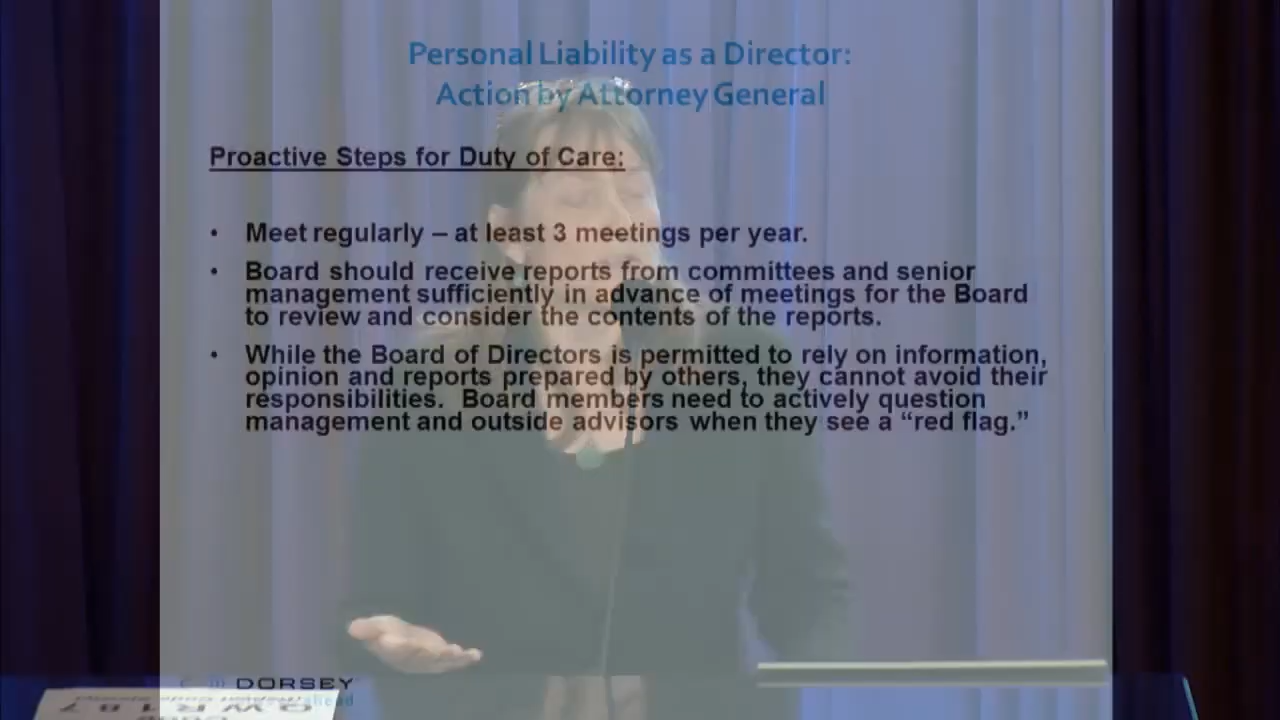 Personal Liability as a Director:
Action by Attorney General
Proactive Steps for Duty of Care:
• Meet regularly – at least 3 meetings per year.
• Board should receive reports from committees and senior
management sufficiently in advance of meetings for the Board
to review and consider the contents of the reports.
• While the Board of Directors is permitted to rely on information,
opinion and reports prepared by others, they cannot avoid their
responsibilities.  Board members need to actively question
management and outside advisors when they see a “red flag.”
DORSEY
ahead
QWR187